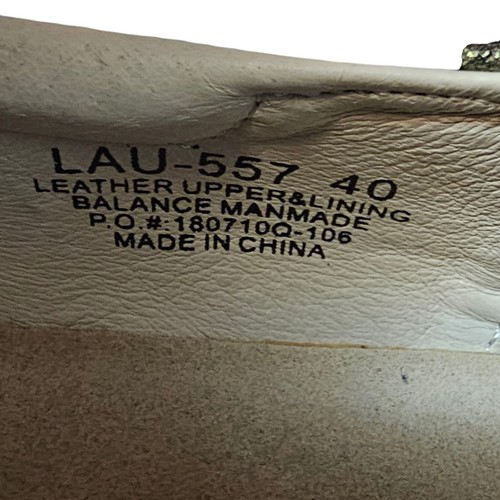 LAU-557 40
LEATHER UPPER&LINING
BALANCE MANMADE
P.O.#:180710Q-106
MADE IN CHINA